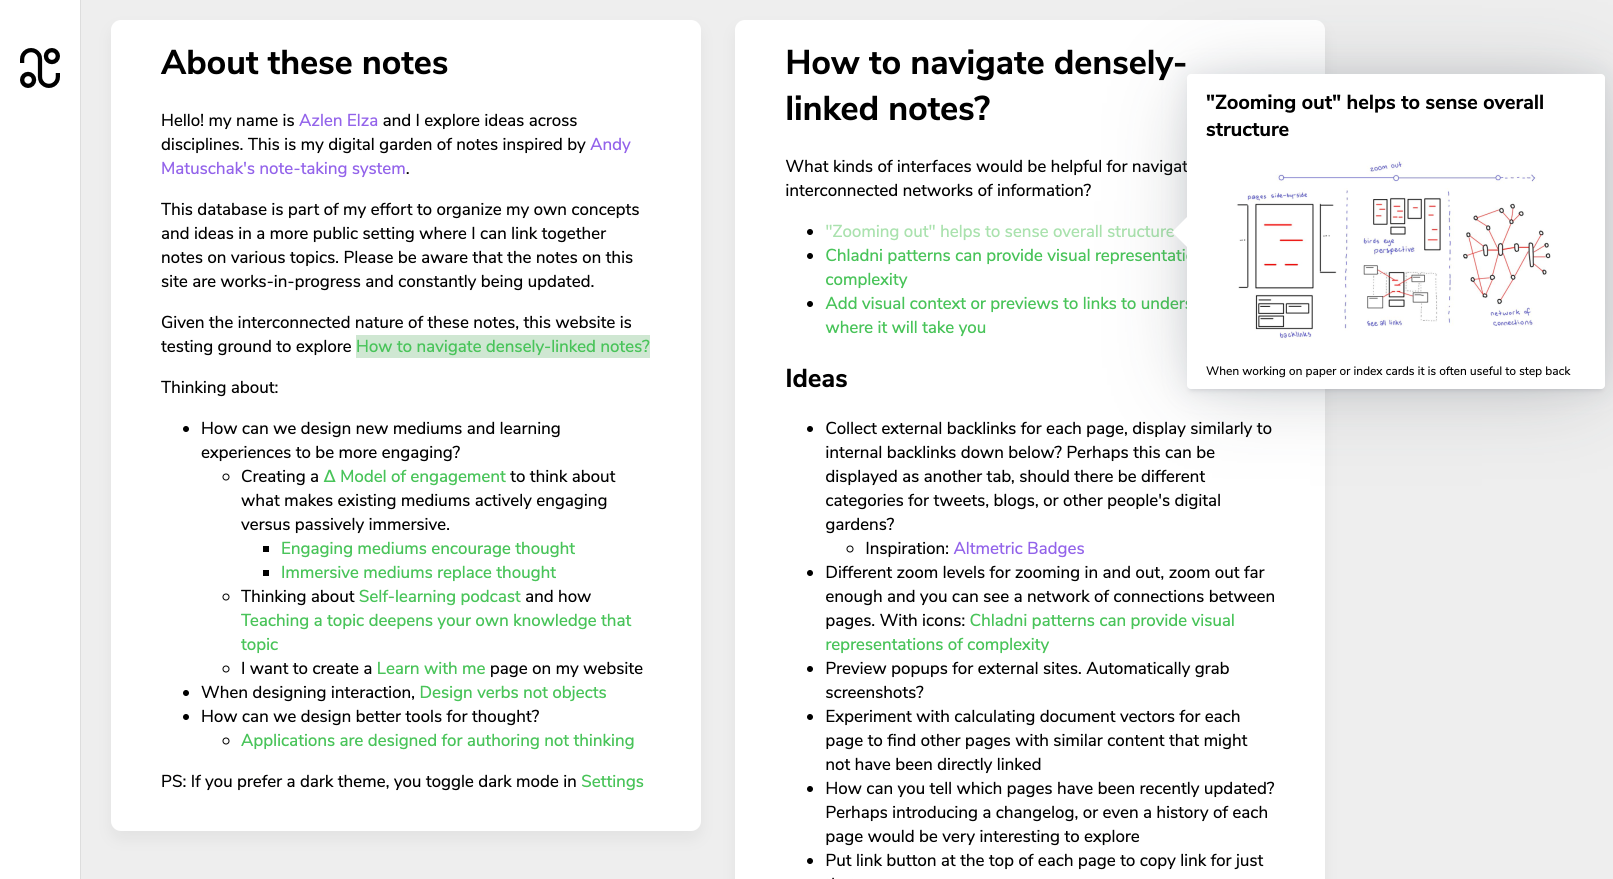 About these notes
Hello! my name is Azlen Elza and I explore ideas across
disciplines. This is my digital garden of notes inspired by Andy
Matuschak's note-taking system.
This database is part of my effort to organize my own concepts
and ideas in a more public setting where I can link together
notes on various topics. Please be aware that the notes on this
site are works-in-progress and constantly being updated.
Given the interconnected nature of these notes, this website is
testing ground to explore How to navigate densely-linked notes?
Thinking about:
How can we design new mediums and learning
experiences to be more engaging?
Creating a Δ Model of engagement to think about
what makes existing mediums actively engaging
versus passively immersive.
Engaging mediums encourage thought
Immersive mediums replace thought
Thinking about Self-learning podcast and how
Teaching a topic deepens your own knowledge that
topic
I want to create a Learn with me page on my website
When designing interaction, Design verbs not objects
How can we design better tools for thought?
Applications are designed for authoring not thinking
PS: If you prefer a dark theme, you toggle dark mode in Settings
How to navigate densely-
linked notes?
What kinds of interfaces would be helpful for
interconnected networks of information?
"Zooming out" helps to sense overall structure
Chladni patterns can provide visual
complexity
Add visual context or previews to links to
where it will take you
Ideas
Collect external backlinks for each page, display similarly to
internal backlinks down below? Perhaps this can be
displayed as another tab, should there be different
categories for tweets, blogs, or other people's digital
gardens?
Inspiration: Altmetric Badges
Different zoom levels for zooming in and out, zoom out far
enough and you can see a network of connections between
pages. With icons: Chladni patterns can provide visual
representations of complexity
Preview popups for external sites. Automatically grab
screenshots?
Experiment with calculating document vectors for each
page to find other pages with similar content that might
not have been directly linked
How can you tell which pages have been recently updated?
Perhaps introducing a changelog, or even a history of each
page would be very interesting to explore
Put link button at the top of each page to copy link for just
"Zooming out" helps to sense overall
structure
zoom out
pages side-by-side
birds eye
perspective
see all links
backlinks
network of
connections
When working on paper or index cards it is often useful to step back